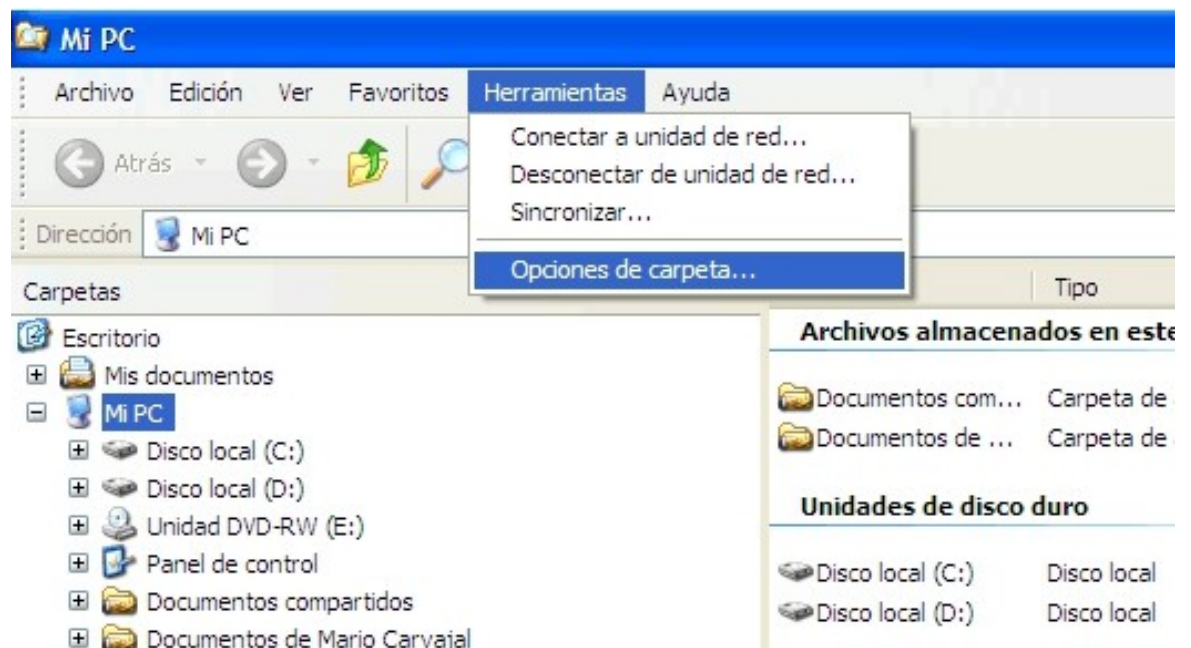 Mi PC
Archivo Edición Ver Favoritos Herramientas Ayuda
Conectar a unidad de red...
Desconectar de unidad de red...
Sincronizar...
Opciones de carpeta...
Atrás
Dirección Mi PC
Carpetas
Tipo
Escritorio
Mis documentos
Mi PC
Disco local (C:)
Disco local (D:)
Unidad DVD-RW (E:)
Panel de control
Documentos compartidos
Documentos de Mario Carvajal
Archivos almacenados en este
Documentos com... Carpeta de
Documentos de ... Carpeta de
Unidades de disco duro
Disco local (C:) Disco local
Disco local (D:) Disco local